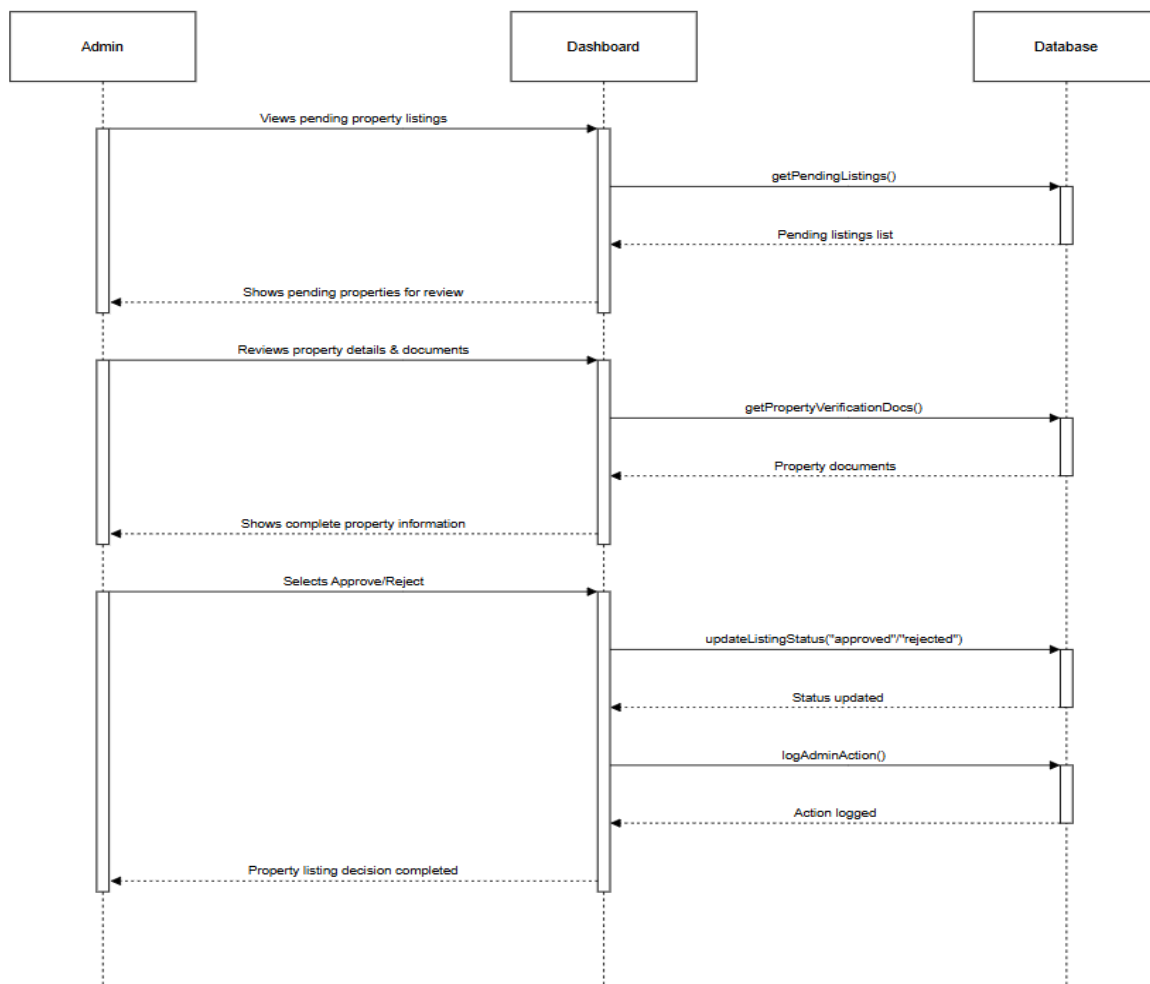 Admin
Dashboard
Database
Views pending property listings
getPendingListings()
Pending listings list
Shows pending properties for review
Reviews property details & documents
getPropertyVerificationDocs()
Property documents
Shows complete property information
Selects Approve/Reject
updateListingStatus("approved"/"rejected")
Status updated
logAdminAction()
Action logged
Property listing decision completed